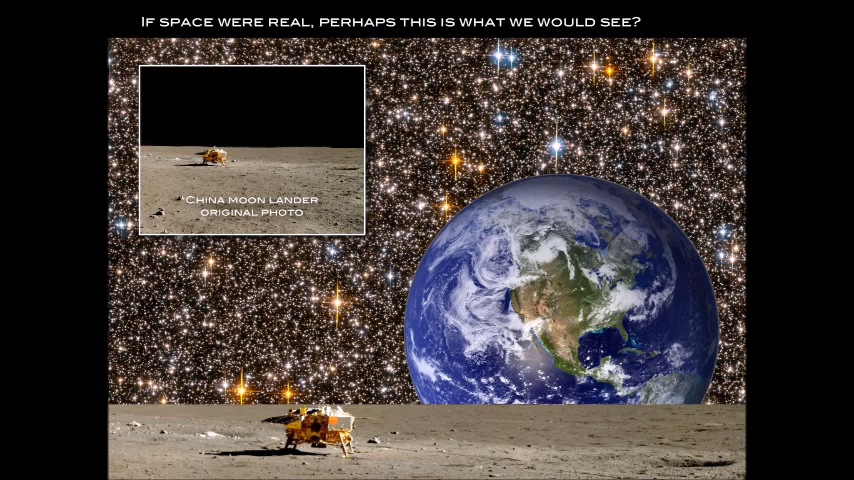 If space were real, perhaps this is what we would see?
*China moon lander
original photo